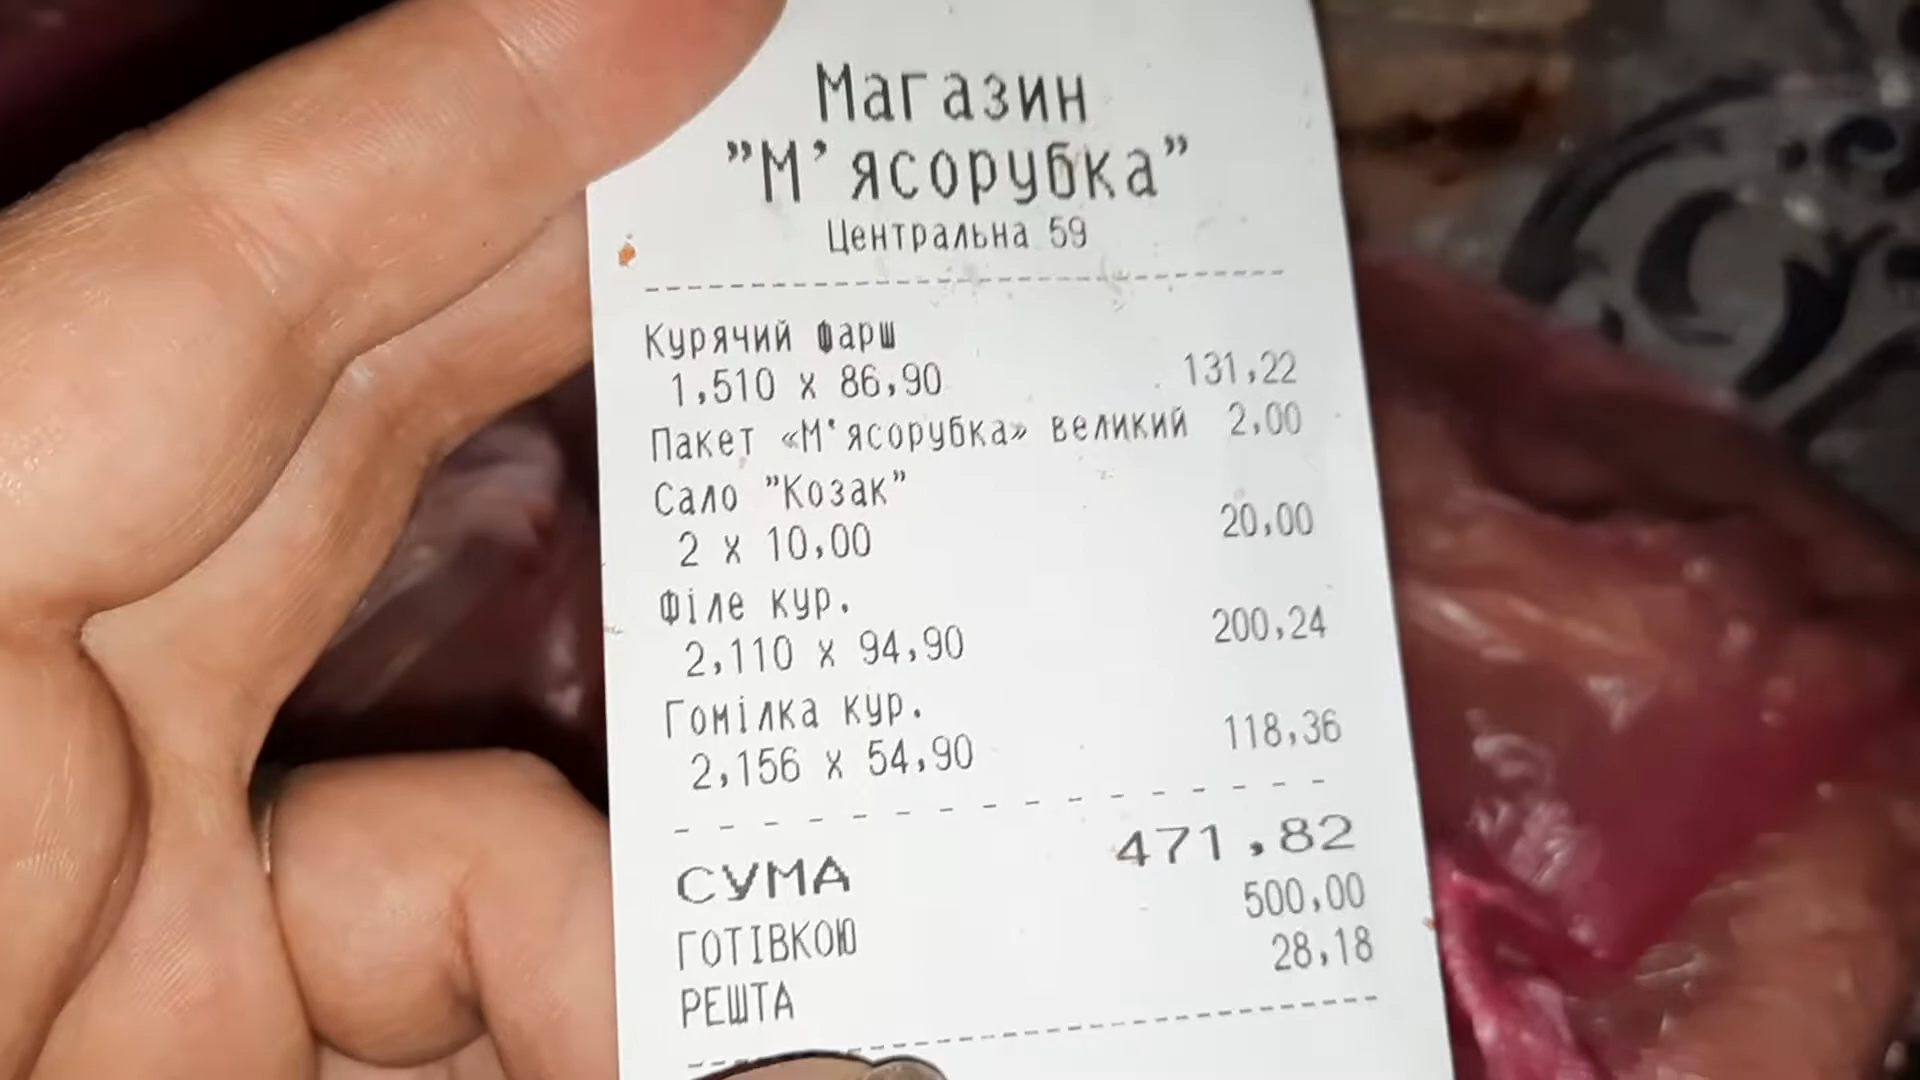 Магазин
"М'ясорубка"
Центральна 59
Курячий фарш
1,510 x 86,90 131,22
Пакет «М'ясорубка» великий 2,00
Сало "Козак"
2 x 10,00 20,00
Філе кур.
2,110 x 94,90 200,24
Гомілка кур.
2,156 x 54,90 118,36
СУМА 471,82
ГОТІВКОЮ 500,00
РЕШТА 28,18